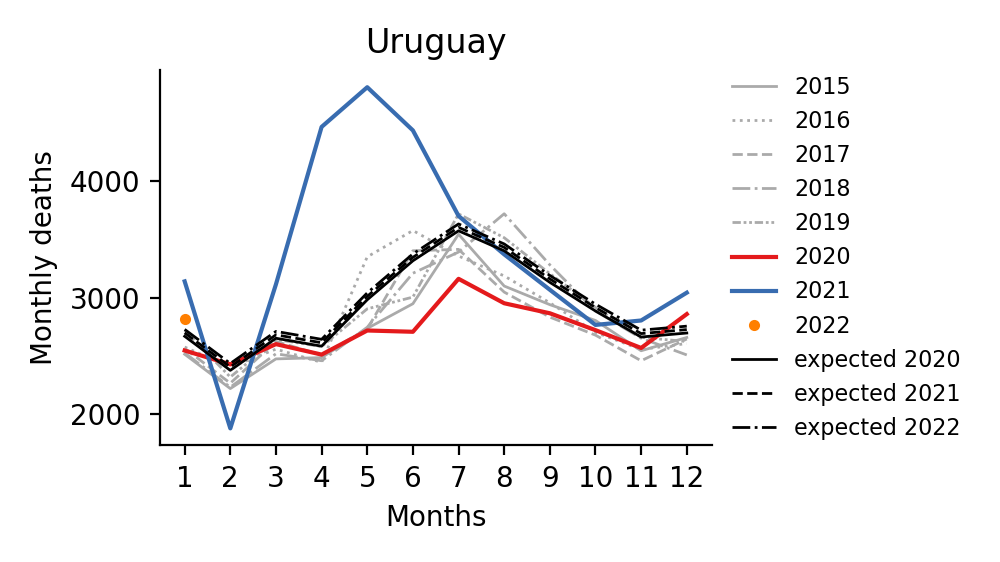 Uruguay
Monthly deaths
4000
3000
2000
1 2 3 4 5 6 7 8 9 10 11 12
Months
2015
2016
2017
2018
2019
2020
2021
2022
expected 2020
expected 2021
expected 2022